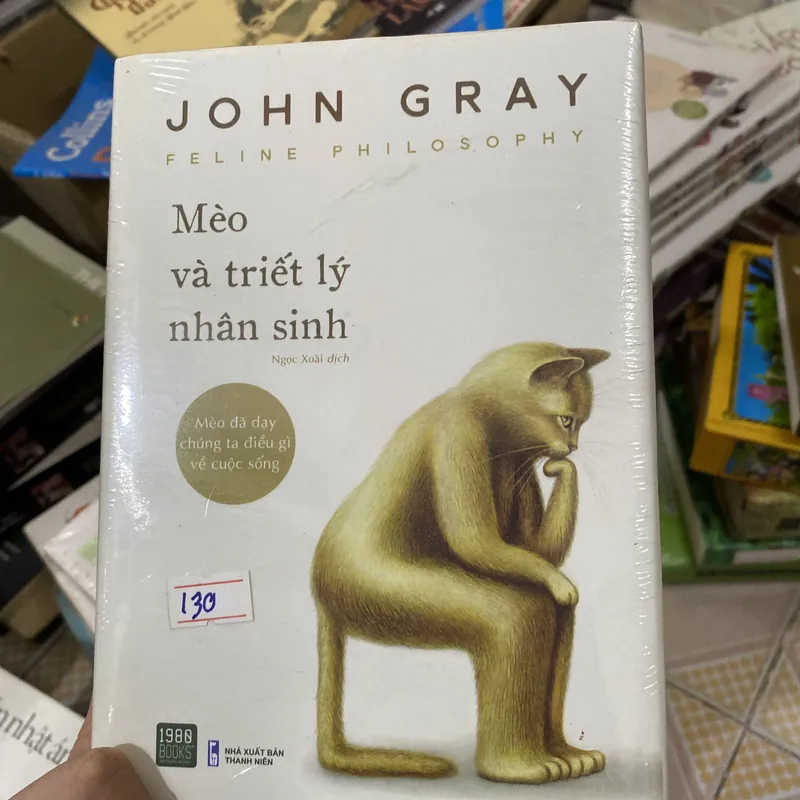 JOHN GRAY
FELINE PHILOSOPHY
Mèo
và triết lý
nhân sinh
Ngọc Xoài dịch
Mèo đã dạy
chúng ta điều gì
về cuộc sống
130
1980
BOOKS
NHÀ XUẤT BẢN
THANH NIÊN
Collins